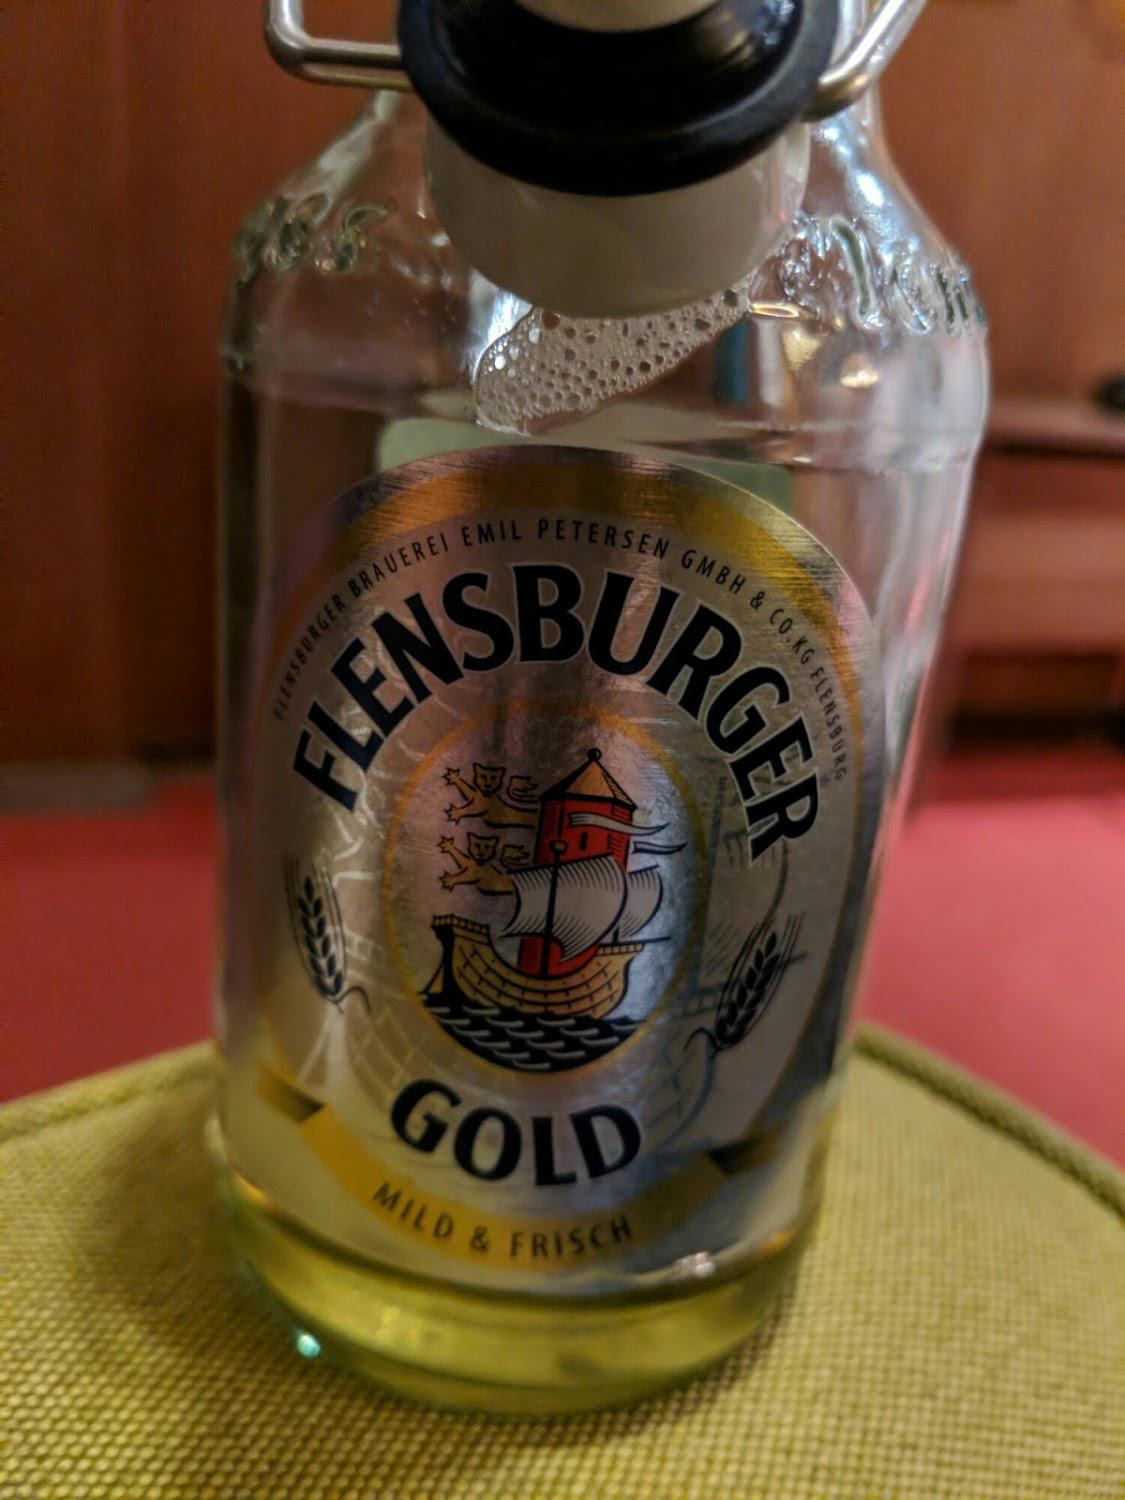 FLENSBURGER BRAUEREI EMIL PETERSEN GMBH & CO.KG FLENSBURG
FLENSBURGER
GOLD
MILD & FRISCH